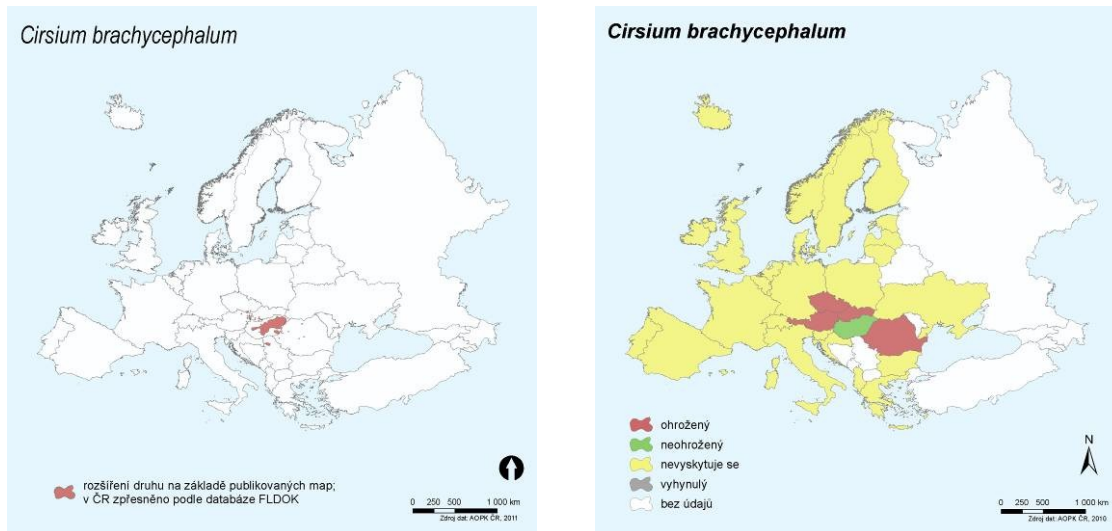 Cirsium brachycephalum
rozšíření druhu na základě publikovaných map;
v ČR zpřesněno podle databáze FLDOK
0 250 500 1 000 km
Zdroj dat: AOPK ČR, 2011
Cirsium brachycephalum
ohrožený
neohrožený
nevyskytuje se
vyhynulý
bez údajů
N
0 250 500 1 000 km
Zdroj dat: AOPK ČR, 2010